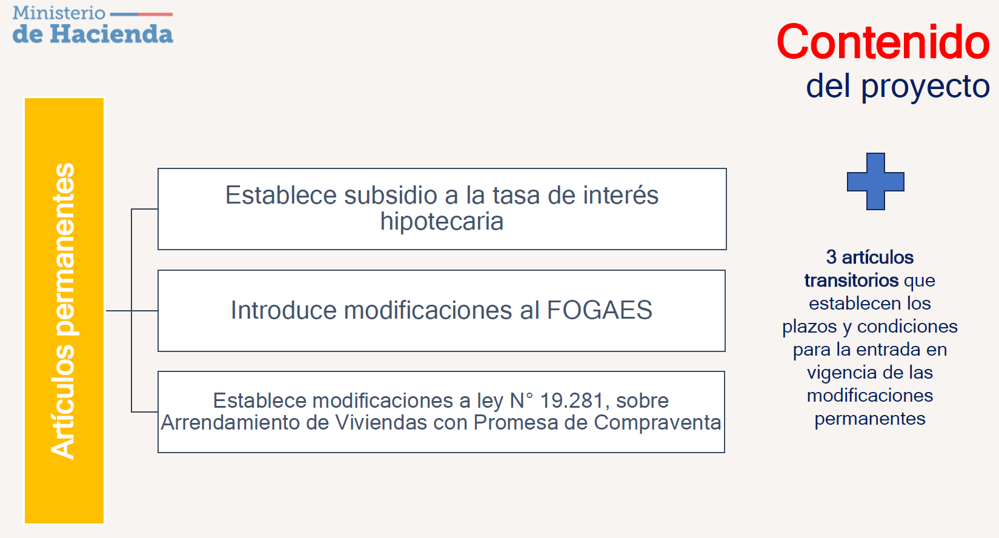 Ministerio
de Hacienda
Contenido
del proyecto
Artículos permanentes
Establece subsidio a la tasa de interés
hipotecaria
Introduce modificaciones al FOGAES
Establece modificaciones a ley N° 19.281, sobre
Arrendamiento de Viviendas con Promesa de Compraventa
3 artículos
transitorios que
establecen los
plazos y condiciones
para la entrada en
vigencia de las
modificaciones
permanentes